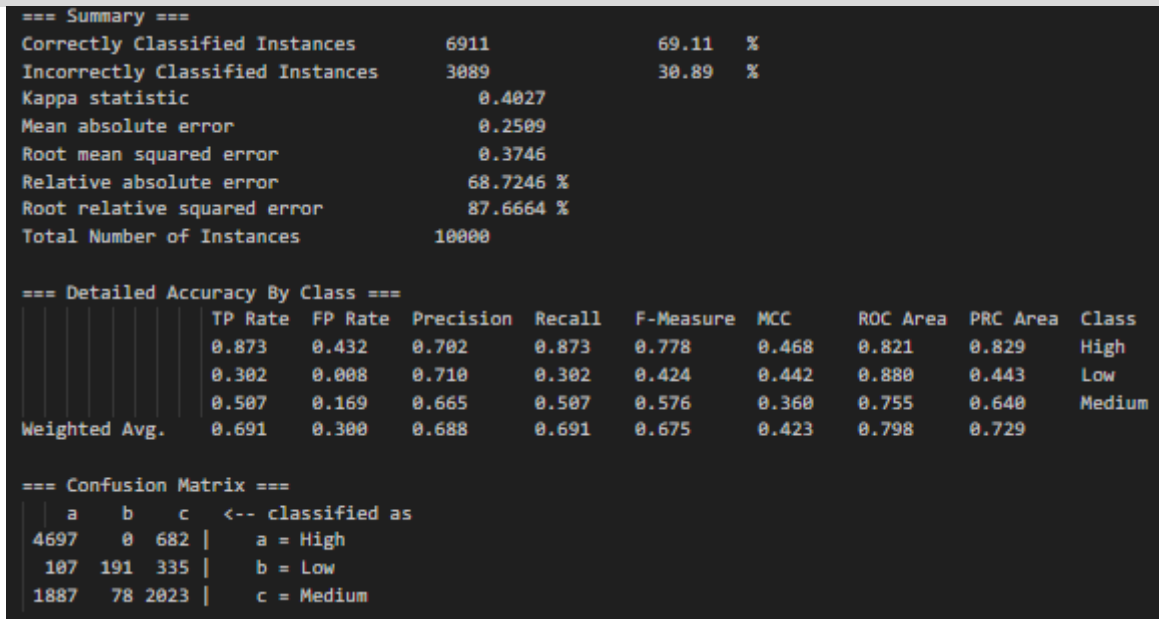 === Summary ===
Correctly Classified Instances 6911 69.11 %
Incorrectly Classified Instances 3089 30.89 %
Kappa statistic 0.4027
Mean absolute error 0.2509
Root mean squared error 0.3746
Relative absolute error 68.7246 %
Root relative squared error 87.6664 %
Total Number of Instances 10000
=== Detailed Accuracy By Class ===
TP Rate FP Rate Precision Recall F-Measure MCC ROC Area PRC Area Class
0.873 0.432 0.702 0.873 0.778 0.468 0.821 0.829 High
0.302 0.008 0.710 0.302 0.424 0.442 0.880 0.443 Low
0.507 0.169 0.665 0.507 0.576 0.360 0.755 0.640 Medium
Weighted Avg. 0.691 0.300 0.688 0.691 0.675 0.423 0.798 0.729
=== Confusion Matrix ===
a b c <-- classified as
4697 0 682 | a = High
107 191 335 | b = Low
1887 78 2023 | c = Medium